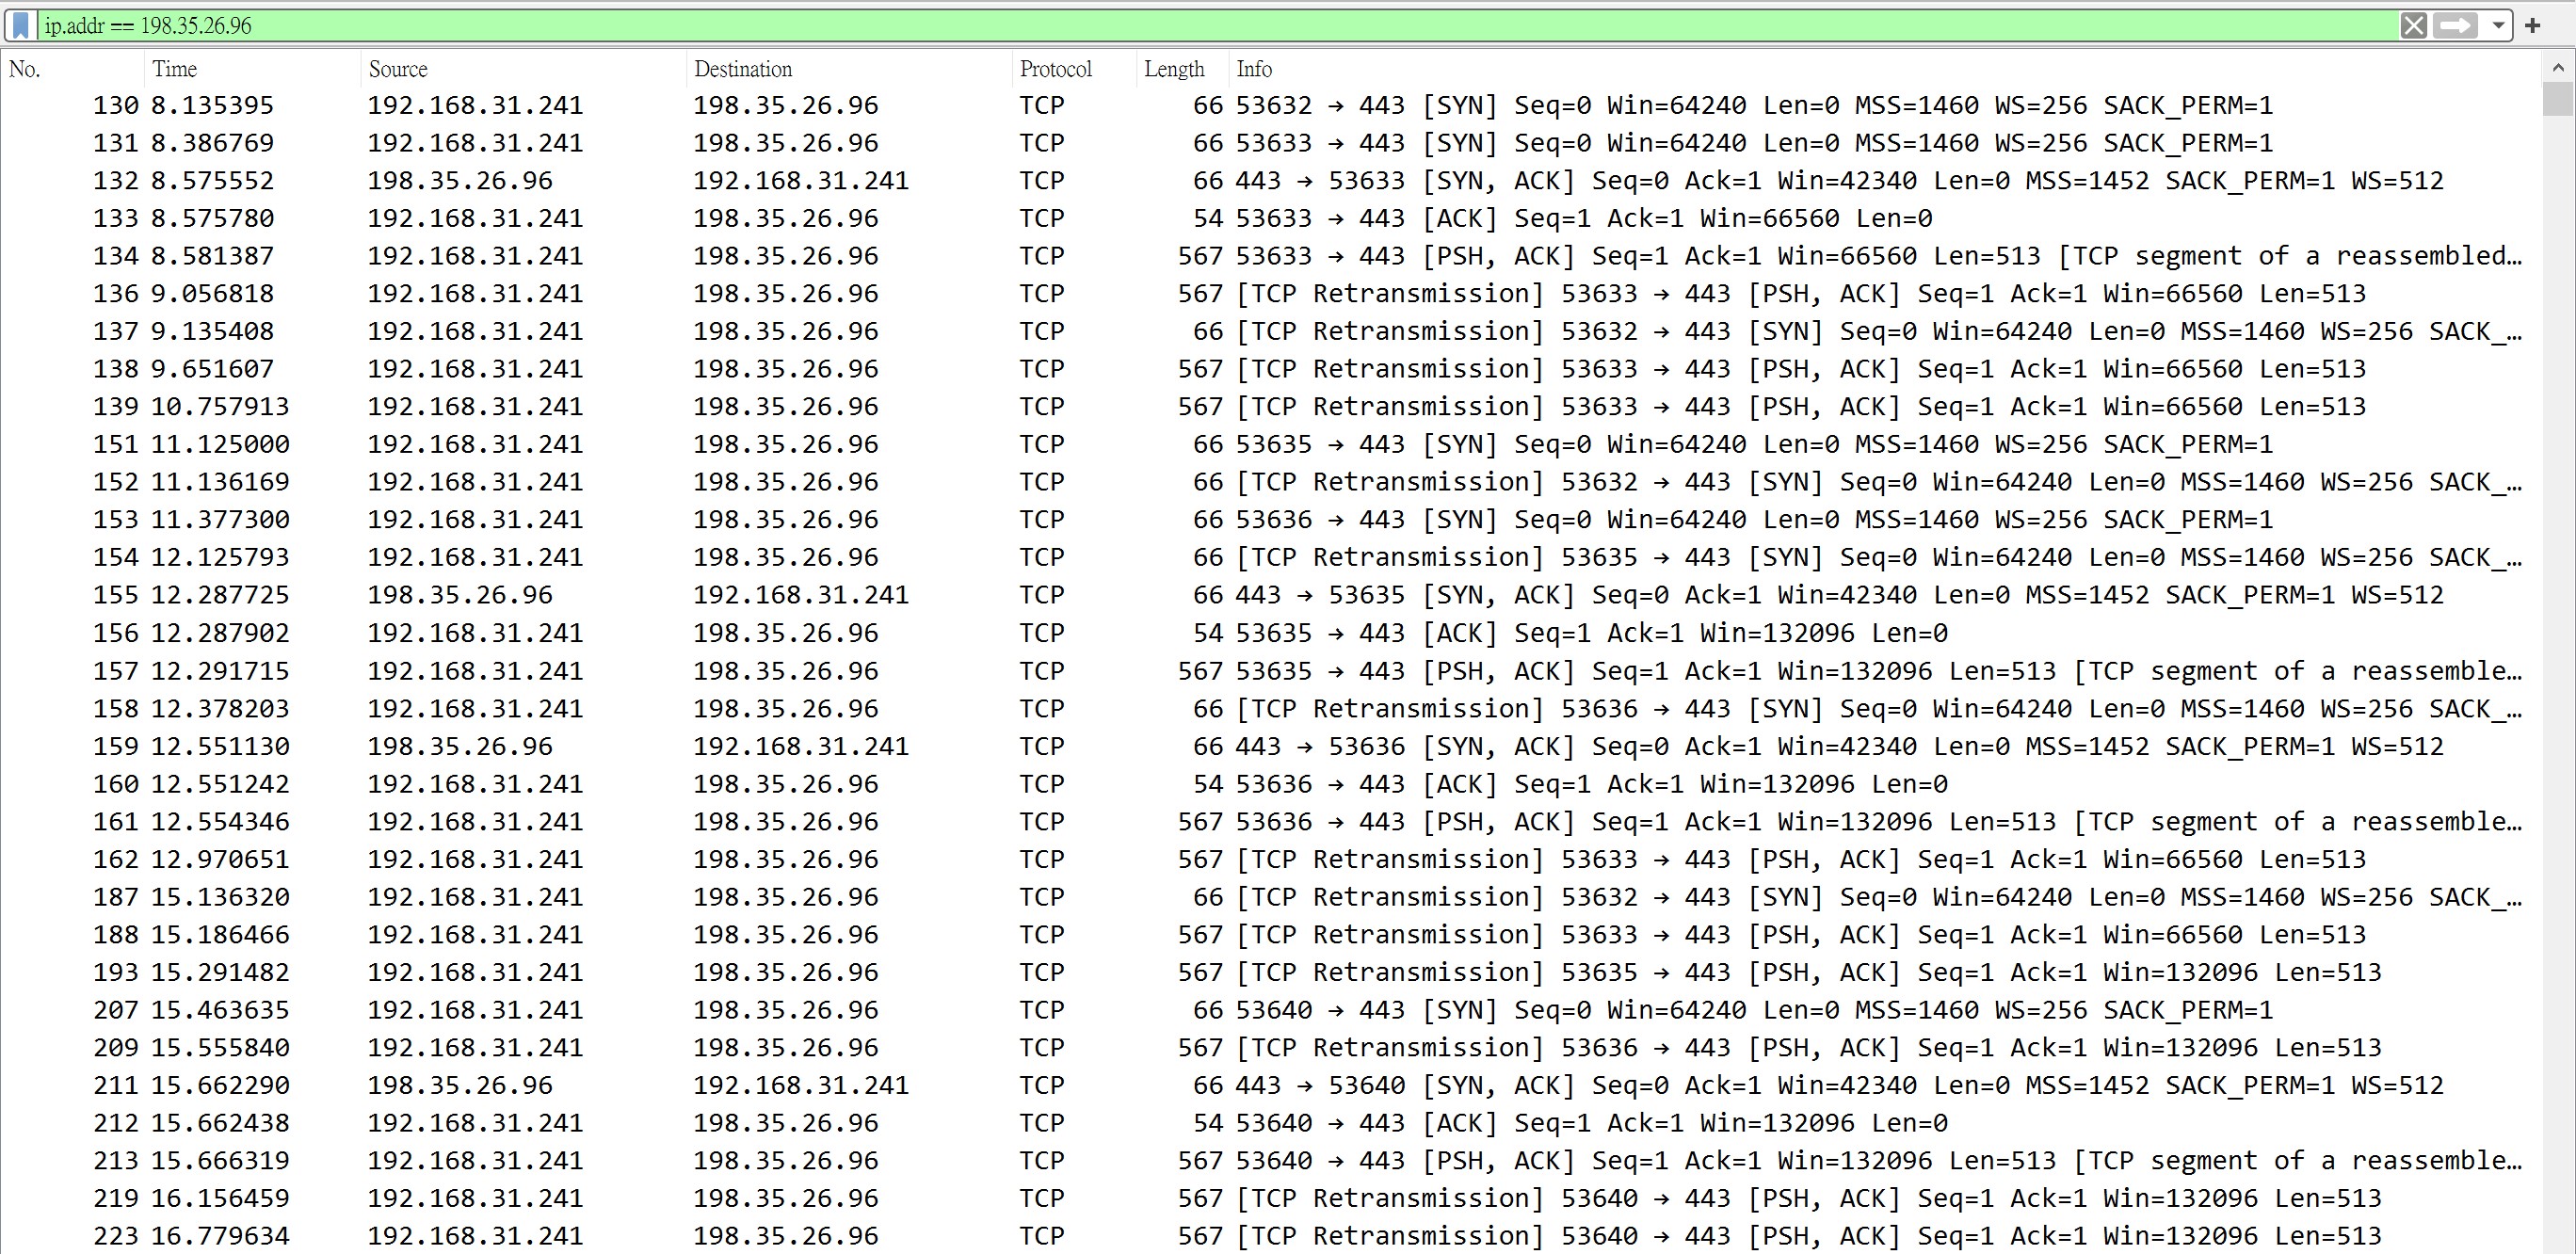 ip.addr == 198.35.26.96
No. Time Source Destination Protocol Length Info
130 8.135395 192.168.31.241 198.35.26.96 TCP 66 53632 → 443 [SYN] Seq=0 Win=64240 Len=0 MSS=1460 WS=256 SACK_PERM=1
131 8.386769 192.168.31.241 198.35.26.96 TCP 66 53633 → 443 [SYN] Seq=0 Win=64240 Len=0 MSS=1460 WS=256 SACK_PERM=1
132 8.575552 198.35.26.96 192.168.31.241 TCP 66 443 → 53633 [SYN, ACK] Seq=0 Ack=1 Win=42340 Len=0 MSS=1452 SACK_PERM=1 WS=512
133 8.575780 192.168.31.241 198.35.26.96 TCP 54 53633 → 443 [ACK] Seq=1 Ack=1 Win=66560 Len=0
134 8.581387 192.168.31.241 198.35.26.96 TCP 567 53633 → 443 [PSH, ACK] Seq=1 Ack=1 Win=66560 Len=513 [TCP segment of a reassembled…
136 9.056818 192.168.31.241 198.35.26.96 TCP 567 [TCP Retransmission] 53633 → 443 [PSH, ACK] Seq=1 Ack=1 Win=66560 Len=513
137 9.135408 192.168.31.241 198.35.26.96 TCP 66 [TCP Retransmission] 53632 → 443 [SYN] Seq=0 Win=64240 Len=0 MSS=1460 WS=256 SACK_…
138 9.651607 192.168.31.241 198.35.26.96 TCP 567 [TCP Retransmission] 53633 → 443 [PSH, ACK] Seq=1 Ack=1 Win=66560 Len=513
139 10.757913 192.168.31.241 198.35.26.96 TCP 567 [TCP Retransmission] 53633 → 443 [PSH, ACK] Seq=1 Ack=1 Win=66560 Len=513
151 11.125000 192.168.31.241 198.35.26.96 TCP 66 53635 → 443 [SYN] Seq=0 Win=64240 Len=0 MSS=1460 WS=256 SACK_PERM=1
152 11.136169 192.168.31.241 198.35.26.96 TCP 66 [TCP Retransmission] 53632 → 443 [SYN] Seq=0 Win=64240 Len=0 MSS=1460 WS=256 SACK_…
153 11.377300 192.168.31.241 198.35.26.96 TCP 66 53636 → 443 [SYN] Seq=0 Win=64240 Len=0 MSS=1460 WS=256 SACK_PERM=1
154 12.125793 192.168.31.241 198.35.26.96 TCP 66 [TCP Retransmission] 53635 → 443 [SYN] Seq=0 Win=64240 Len=0 MSS=1460 WS=256 SACK_…
155 12.287725 198.35.26.96 192.168.31.241 TCP 66 443 → 53635 [SYN, ACK] Seq=0 Ack=1 Win=42340 Len=0 MSS=1452 SACK_PERM=1 WS=512
156 12.287902 192.168.31.241 198.35.26.96 TCP 54 53635 → 443 [ACK] Seq=1 Ack=1 Win=132096 Len=0
157 12.291715 192.168.31.241 198.35.26.96 TCP 567 53635 → 443 [PSH, ACK] Seq=1 Ack=1 Win=132096 Len=513 [TCP segment of a reassemble…
158 12.378203 192.168.31.241 198.35.26.96 TCP 66 [TCP Retransmission] 53636 → 443 [SYN] Seq=0 Win=64240 Len=0 MSS=1460 WS=256 SACK_…
159 12.551130 198.35.26.96 192.168.31.241 TCP 66 443 → 53636 [SYN, ACK] Seq=0 Ack=1 Win=42340 Len=0 MSS=1452 SACK_PERM=1 WS=512
160 12.551242 192.168.31.241 198.35.26.96 TCP 54 53636 → 443 [ACK] Seq=1 Ack=1 Win=132096 Len=0
161 12.554346 192.168.31.241 198.35.26.96 TCP 567 53636 → 443 [PSH, ACK] Seq=1 Ack=1 Win=132096 Len=513 [TCP segment of a reassemble…
162 12.970651 192.168.31.241 198.35.26.96 TCP 567 [TCP Retransmission] 53633 → 443 [PSH, ACK] Seq=1 Ack=1 Win=66560 Len=513
187 15.136320 192.168.31.241 198.35.26.96 TCP 66 [TCP Retransmission] 53632 → 443 [SYN] Seq=0 Win=64240 Len=0 MSS=1460 WS=256 SACK_…
188 15.186466 192.168.31.241 198.35.26.96 TCP 567 [TCP Retransmission] 53633 → 443 [PSH, ACK] Seq=1 Ack=1 Win=66560 Len=513
193 15.291482 192.168.31.241 198.35.26.96 TCP 567 [TCP Retransmission] 53635 → 443 [PSH, ACK] Seq=1 Ack=1 Win=132096 Len=513
207 15.463635 192.168.31.241 198.35.26.96 TCP 66 53640 → 443 [SYN] Seq=0 Win=64240 Len=0 MSS=1460 WS=256 SACK_PERM=1
209 15.555840 192.168.31.241 198.35.26.96 TCP 567 [TCP Retransmission] 53636 → 443 [PSH, ACK] Seq=1 Ack=1 Win=132096 Len=513
211 15.662290 198.35.26.96 192.168.31.241 TCP 66 443 → 53640 [SYN, ACK] Seq=0 Ack=1 Win=42340 Len=0 MSS=1452 SACK_PERM=1 WS=512
212 15.662438 192.168.31.241 198.35.26.96 TCP 54 53640 → 443 [ACK] Seq=1 Ack=1 Win=132096 Len=0
213 15.666319 192.168.31.241 198.35.26.96 TCP 567 53640 → 443 [PSH, ACK] Seq=1 Ack=1 Win=132096 Len=513 [TCP segment of a reassemble…
219 16.156459 192.168.31.241 198.35.26.96 TCP 567 [TCP Retransmission] 53640 → 443 [PSH, ACK] Seq=1 Ack=1 Win=132096 Len=513
223 16.779634 192.168.31.241 198.35.26.96 TCP 567 [TCP Retransmission] 53640 → 443 [PSH, ACK] Seq=1 Ack=1 Win=132096 Len=513